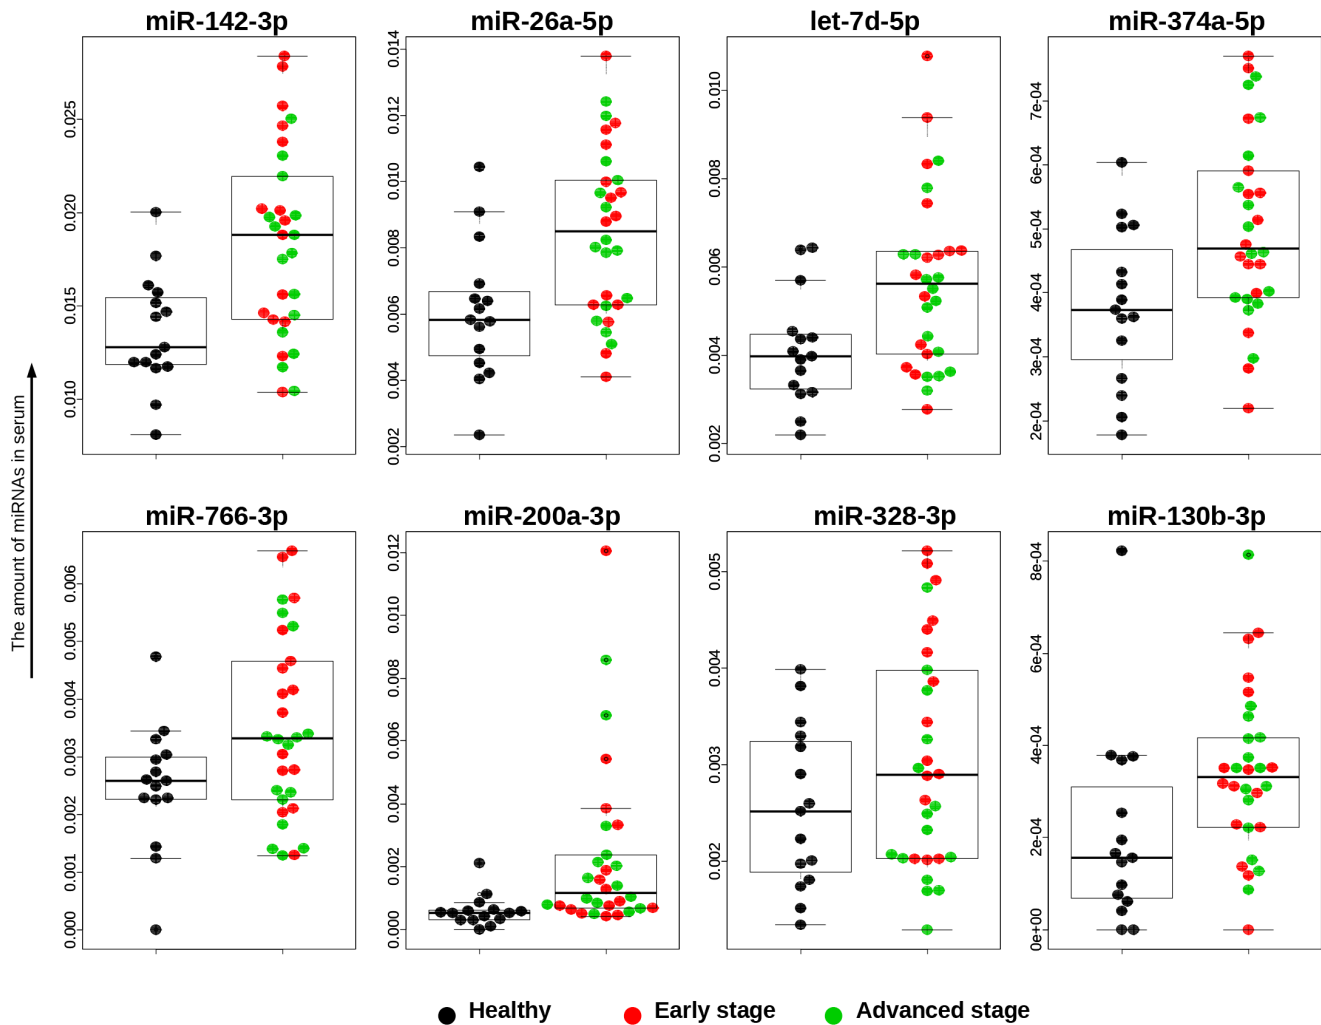 miR-142-3p
miR-26a-5p
let-7d-5p
miR-374a-5p
0.025
0.020
0.015
0.010
0.014
0.012
0.010
0.008
0.006
0.004
0.002
0.010
0.008
0.006
0.004
0.002
7e-04
6e-04
5e-04
4e-04
3e-04
2e-04
The amount of miRNAs in serum
miR-766-3p
miR-200a-3p
miR-328-3p
miR-130b-3p
0.006
0.005
0.004
0.003
0.002
0.001
0.000
0.012
0.010
0.008
0.006
0.004
0.002
0.000
0.005
0.004
0.003
0.002
8e-04
6e-04
4e-04
2e-04
0e+00
Healthy
Early stage
Advanced stage